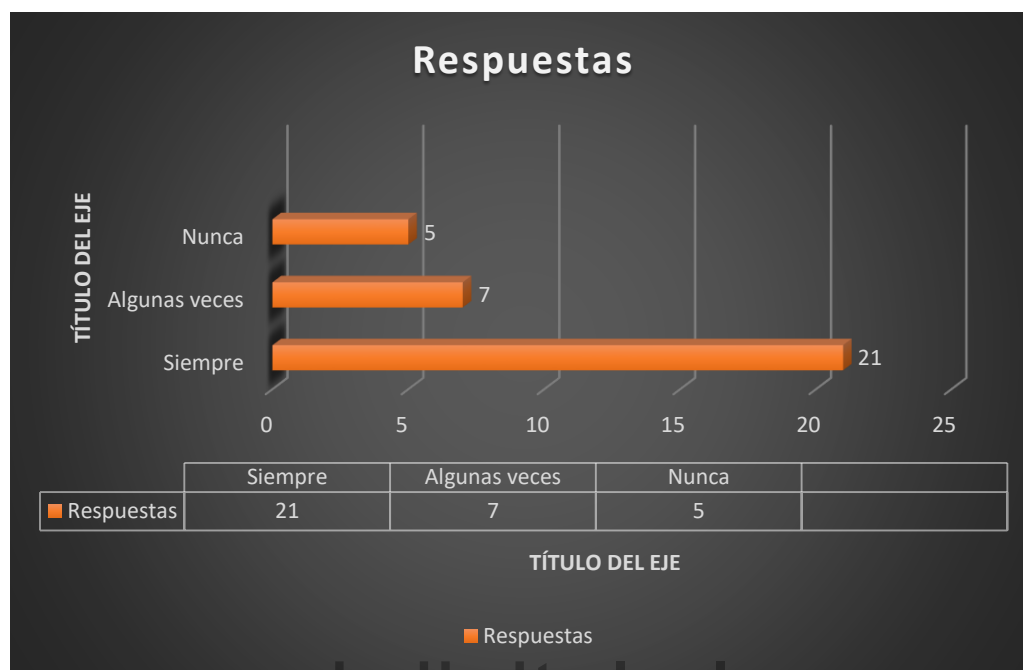 Respuestas
TÍTULO DEL EJE
Nunca 5
Algunas veces 7
Siempre 21
0 5 10 15 20 25
Siempre Algunas veces Nunca
Respuestas 21 7 5
TÍTULO DEL EJE
Respuestas